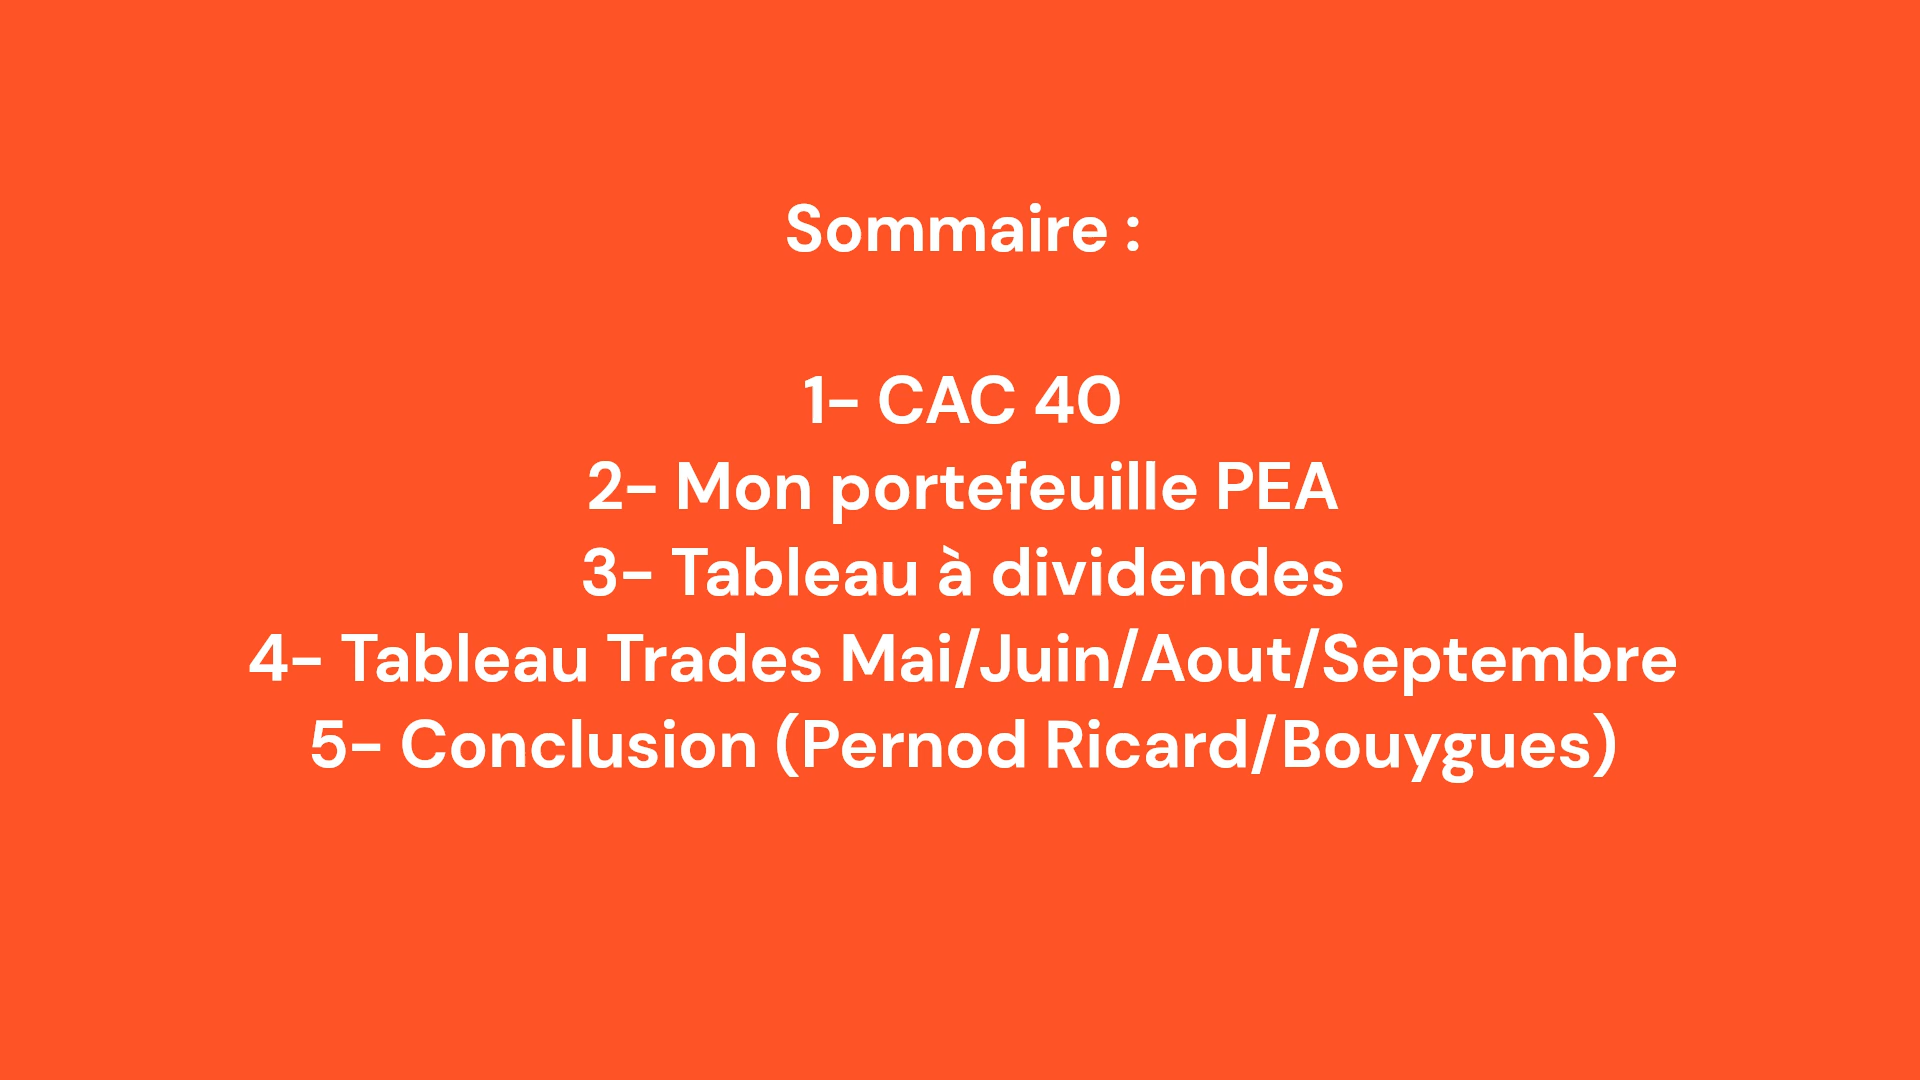 Sommaire :
1- CAC 40
2- Mon portefeuille PEA
3- Tableau à dividendes
4- Tableau Trades Mai/Juin/Aout/Septembre
5- Conclusion (Pernod Ricard/Bouygues)